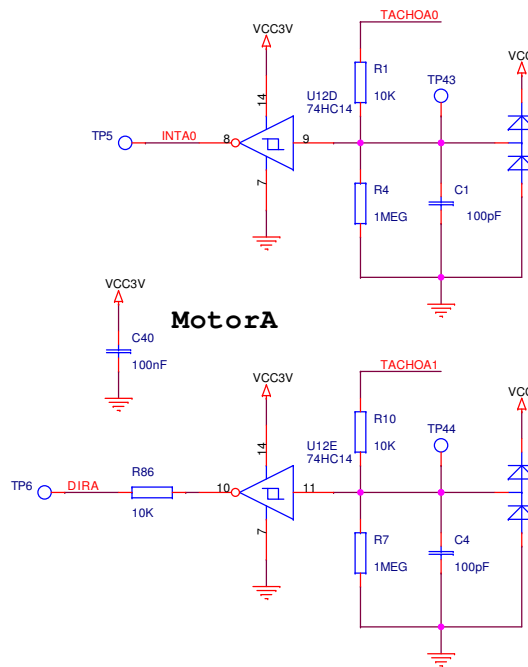 TACHOA0
VCC3V
VCC
R1
10K
TP43
U12D
74HC14
14
TP5
INTA0
8
9
7
R4
1MEG
C1
100pF
VCC3V
MotorA
C40
100nF
TACHOA1
VCC3V
VCC
R10
10K
TP44
U12E
74HC14
14
R86
TP6
DIRA
10
11
10K
7
R7
1MEG
C4
100pF